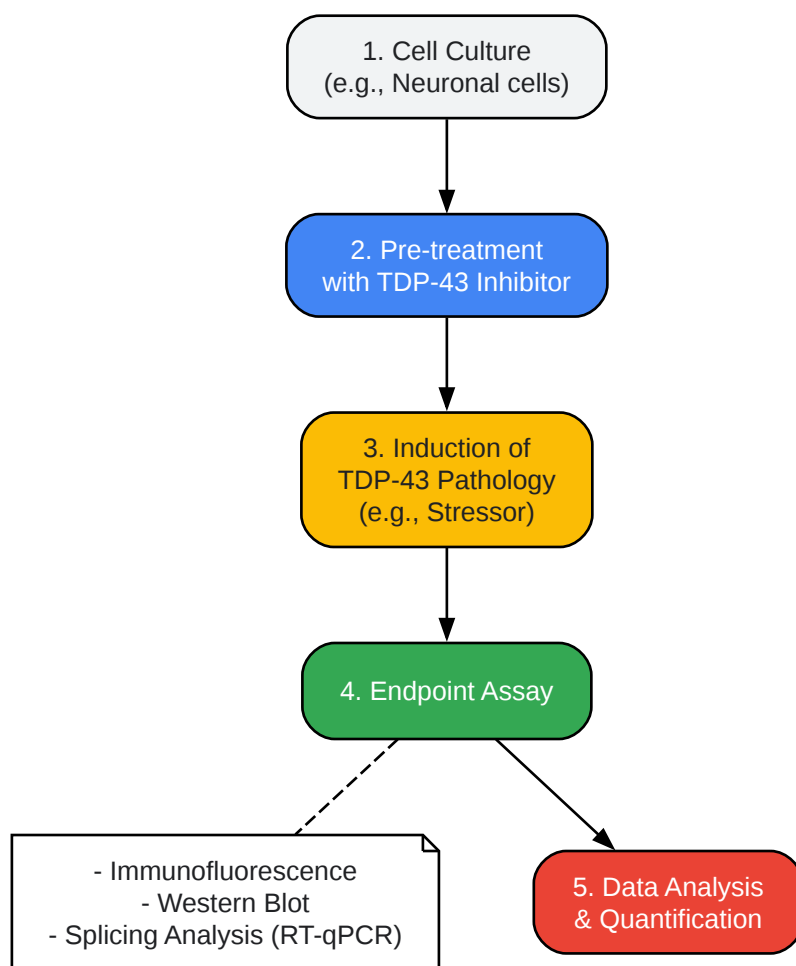 1. Cell Culture
(e.g., Neuronal cells)
2. Pre-treatment
with TDP-43 Inhibitor
3. Induction of
TDP-43 Pathology
(e.g., Stressor)
4. Endpoint Assay
- Immunofluorescence
- Western Blot
- Splicing Analysis (RT-qPCR)
5. Data Analysis
& Quantification